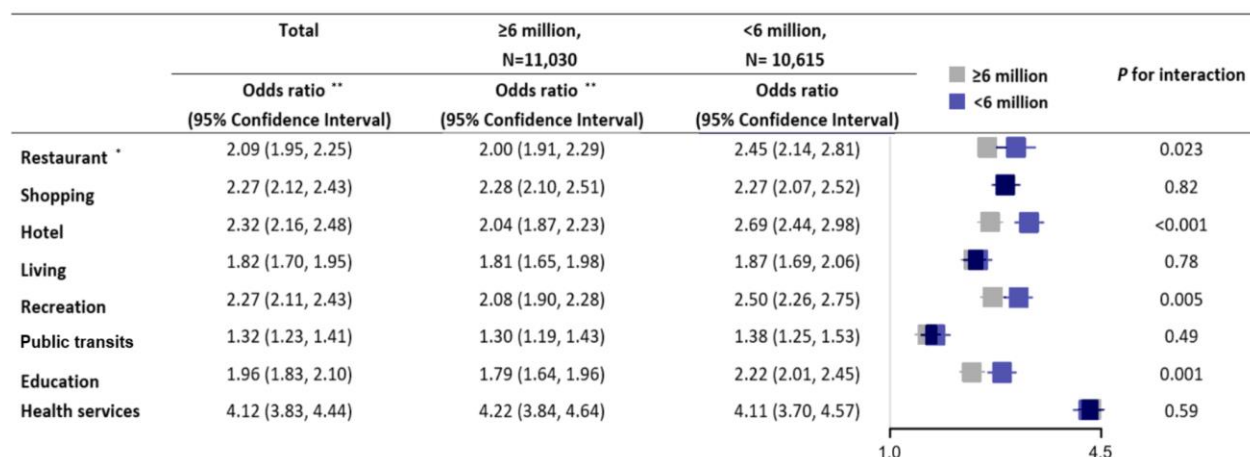 Total ≥6 million, <6 million,
N=11,030 N= 10,615
Odds ratio ** Odds ratio ** Odds ratio ≥6 million P for interaction
(95% Confidence Interval) (95% Confidence Interval) (95% Confidence Interval) <6 million
Restaurant * 2.09 (1.95, 2.25) 2.00 (1.91, 2.29) 2.45 (2.14, 2.81) 0.023
Shopping 2.27 (2.12, 2.43) 2.28 (2.10, 2.51) 2.27 (2.07, 2.52) 0.82
Hotel 2.32 (2.16, 2.48) 2.04 (1.87, 2.23) 2.69 (2.44, 2.98) <0.001
Living 1.82 (1.70, 1.95) 1.81 (1.65, 1.98) 1.87 (1.69, 2.06) 0.78
Recreation 2.27 (2.11, 2.43) 2.08 (1.90, 2.28) 2.50 (2.26, 2.75) 0.005
Public transits 1.32 (1.23, 1.41) 1.30 (1.19, 1.43) 1.38 (1.25, 1.53) 0.49
Education 1.96 (1.83, 2.10) 1.79 (1.64, 1.96) 2.22 (2.01, 2.45) 0.001
Health services 4.12 (3.83, 4.44) 4.22 (3.84, 4.64) 4.11 (3.70, 4.57) 0.59
1.0 4.5